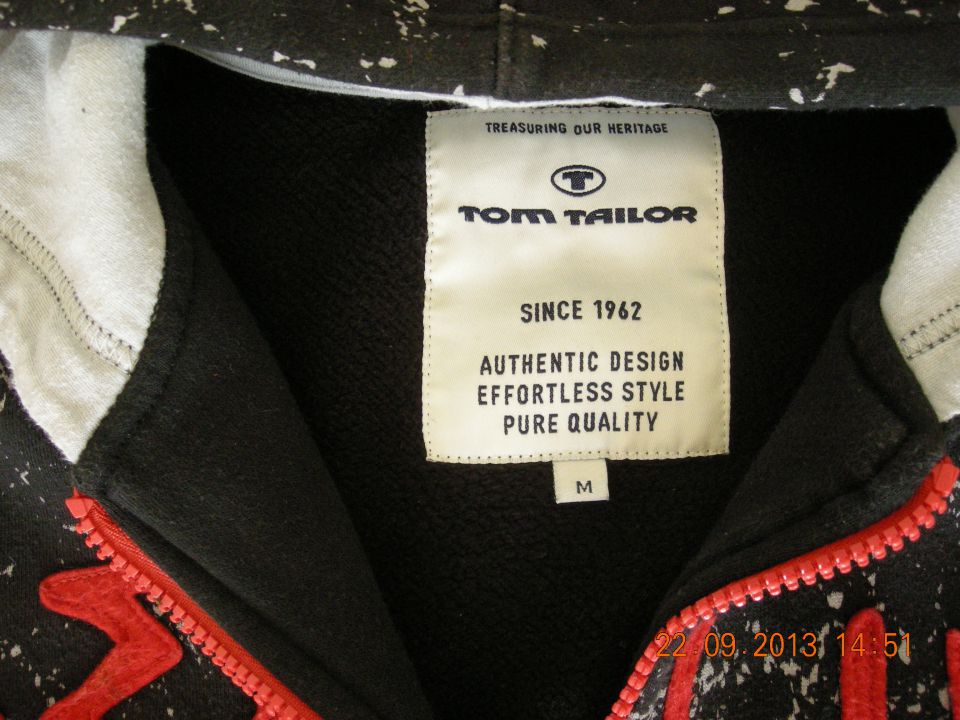 TREASURING OUR HERITAGE
T
TOM TAILOR
SINCE 1962
AUTHENTIC DESIGN
EFFORTLESS STYLE
PURE QUALITY
M
22.09.2013 14:51